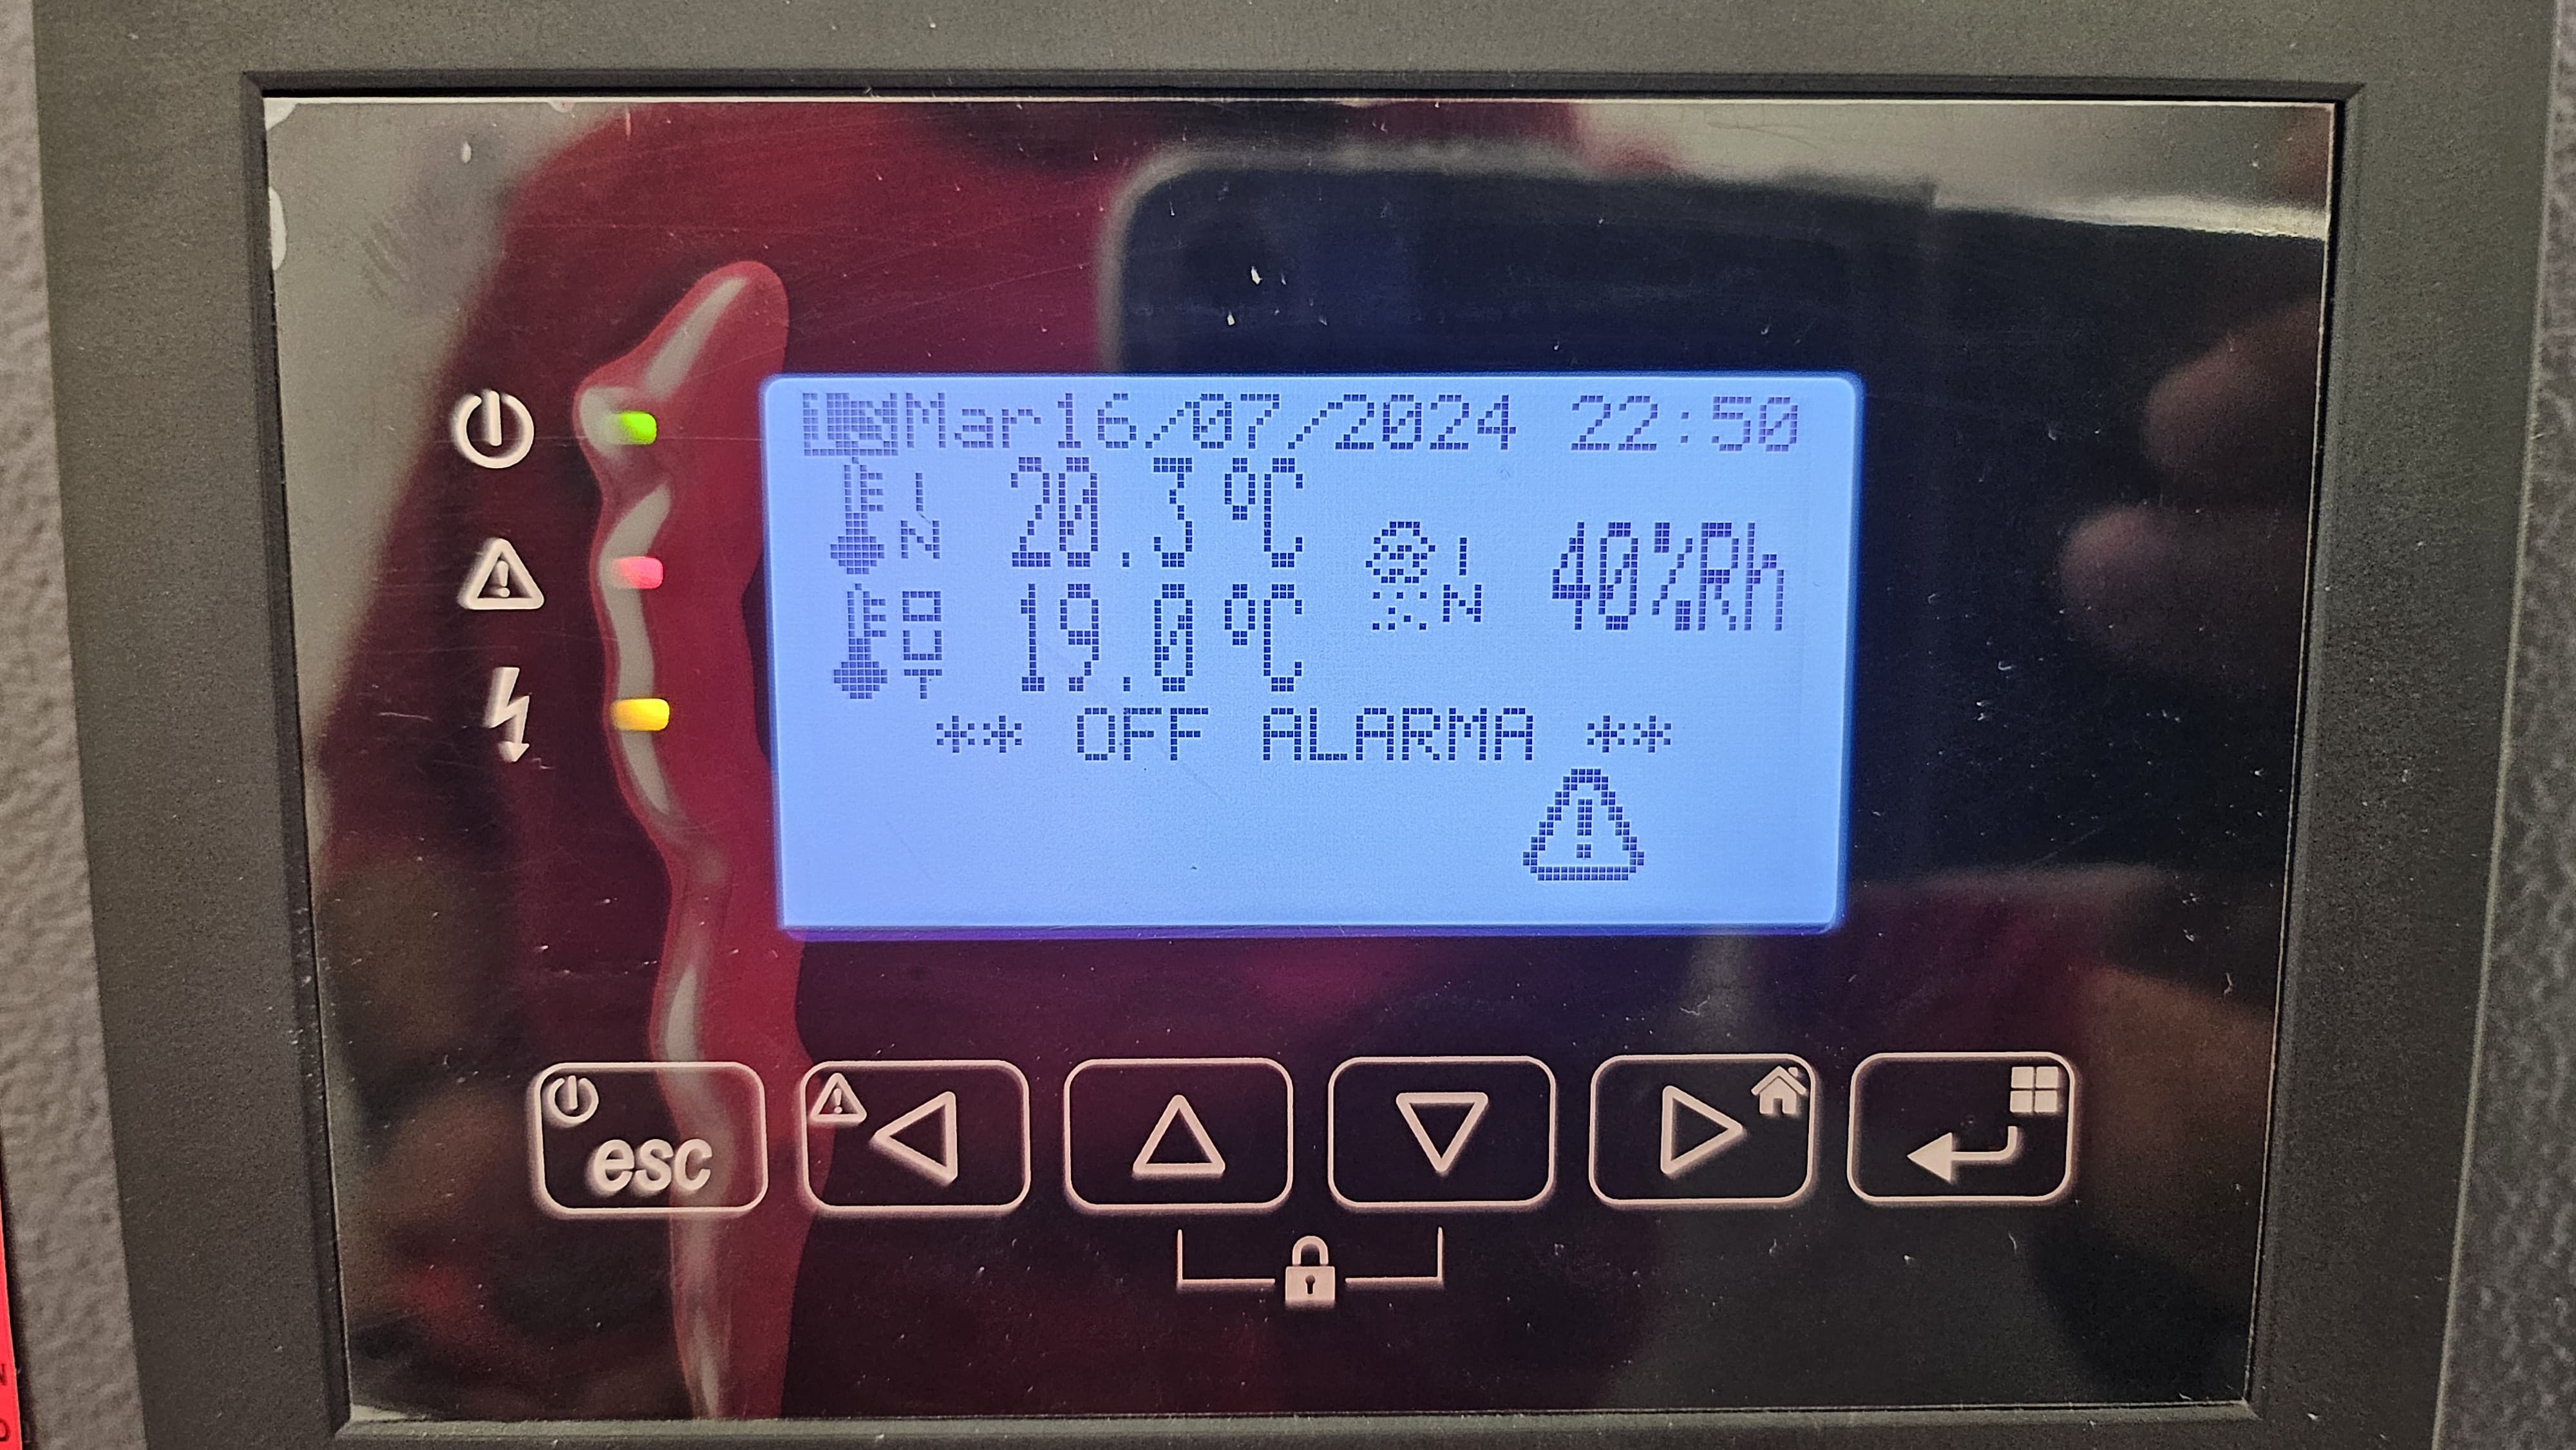 Mar16/07/2024 22:50
IN 20.3°C
IN 40%Rh
OUT 19.0°C
** OFF ALARMA **
esc